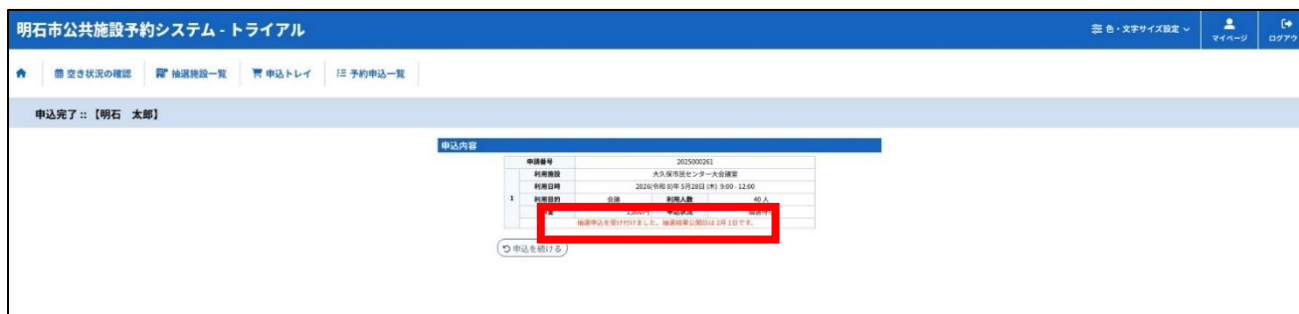 明石市公共施設予約システム - トライアル
色・文字サイズ設定
マイページ
ログアウ
空き状況の確認 抽選施設一覧 申込トレイ 予約申込一覧
申込完了 :: 【明石 太郎】
申込内容
申請番号 2025000261
利用施設 大久保市民センター大会議室
利用日時 2026(令和 8)年 5月28日 (木) 9:00 - 12:00
1 利用目的 会議 利用人数 40 人
抽選申込を受け付けました。抽選結果公開日は 2月 1日です。
申込を続ける